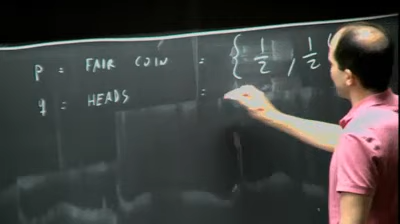 P = FAIR COIN = { 1/2 , 1/2
q = HEADS =